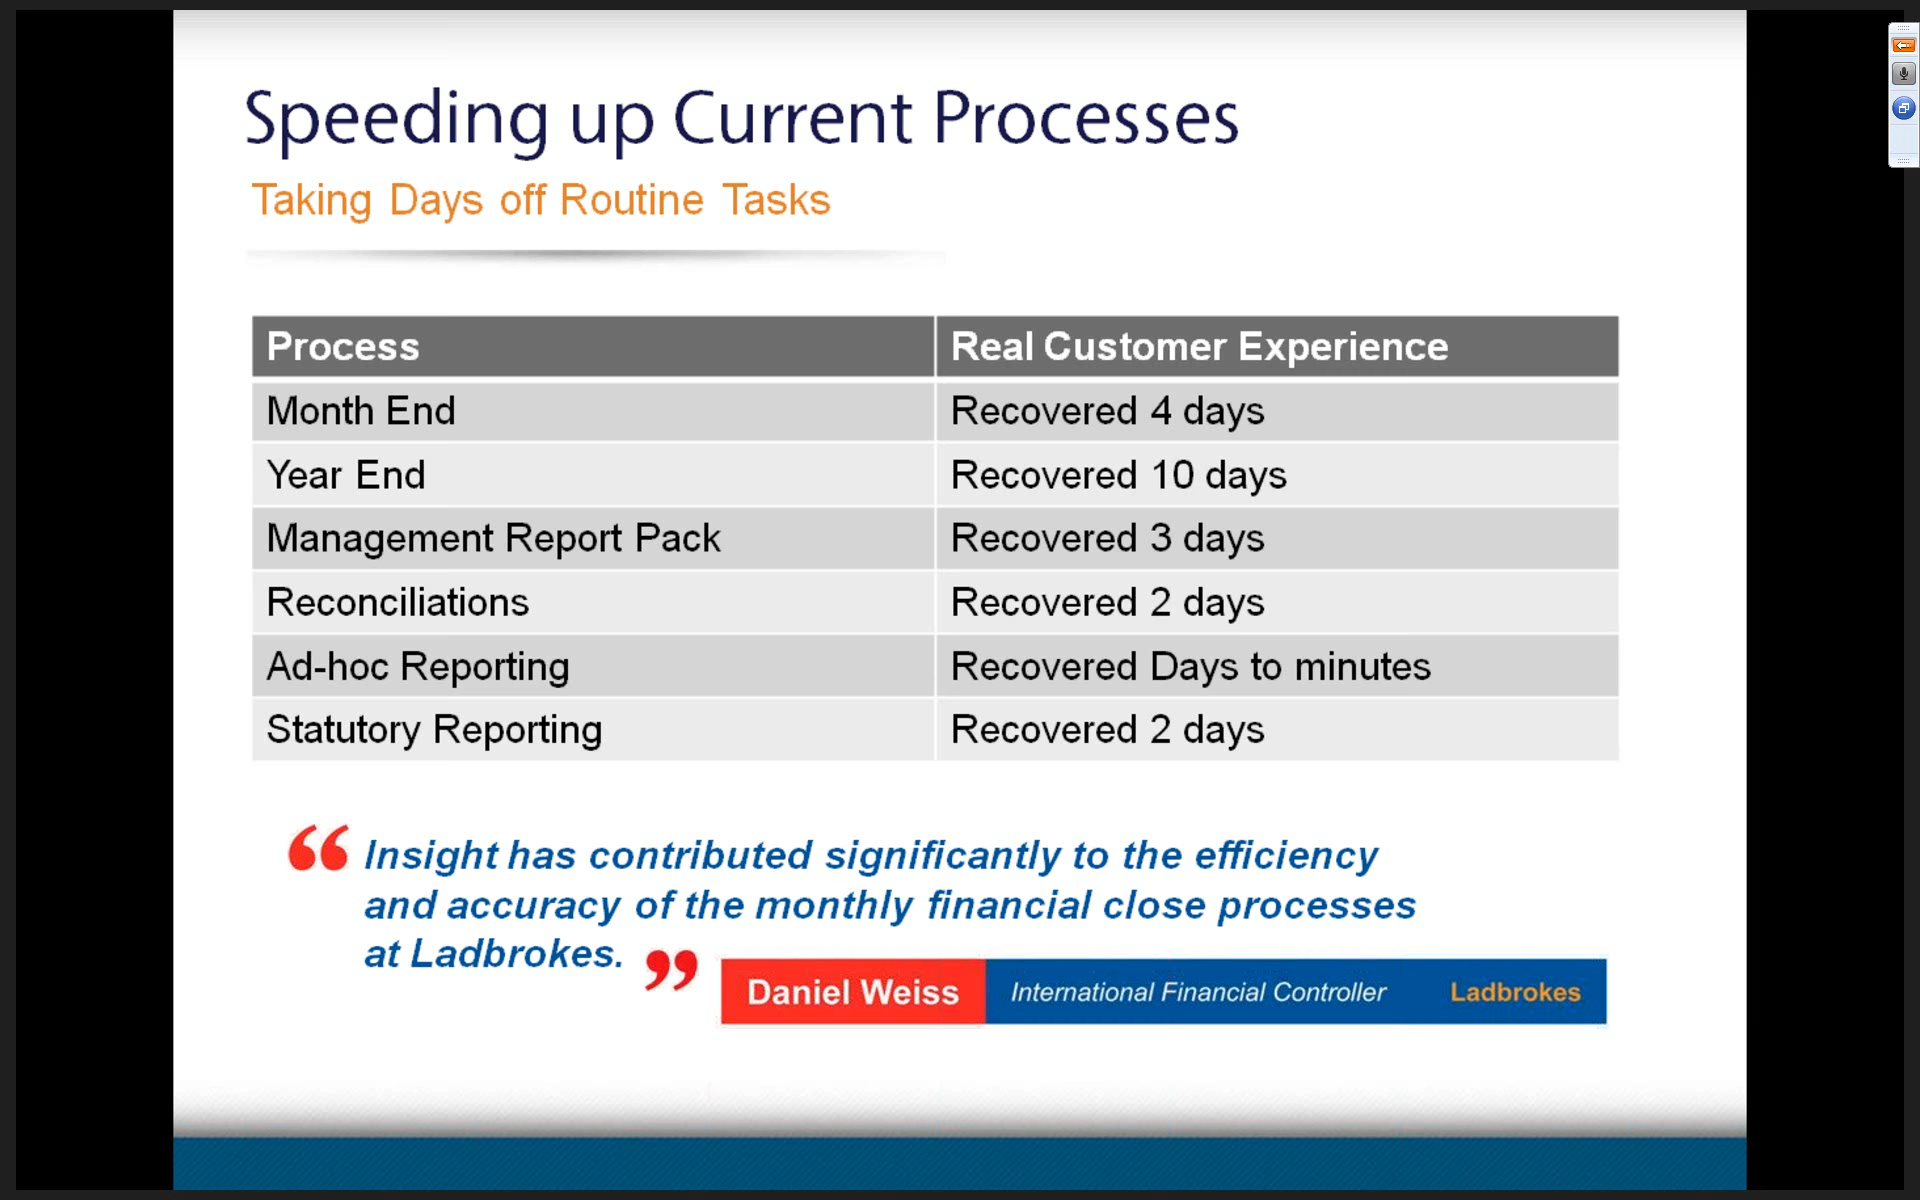 Speeding up Current Processes
Taking Days off Routine Tasks
Process Real Customer Experience
Month End Recovered 4 days
Year End Recovered 10 days
Management Report Pack Recovered 3 days
Reconciliations Recovered 2 days
Ad-hoc Reporting Recovered Days to minutes
Statutory Reporting Recovered 2 days
“Insight has contributed significantly to the efficiency
and accuracy of the monthly financial close processes
at Ladbrokes.”
Daniel Weiss International Financial Controller Ladbrokes